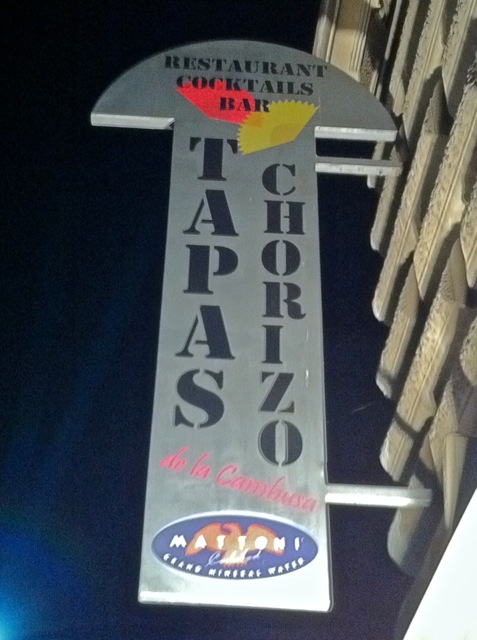 RESTAURANT
COCKTAILS
BAR
TAPAS
CHORIZO
de la Cambusa
MATTONI
GRAND MINERAL WATER